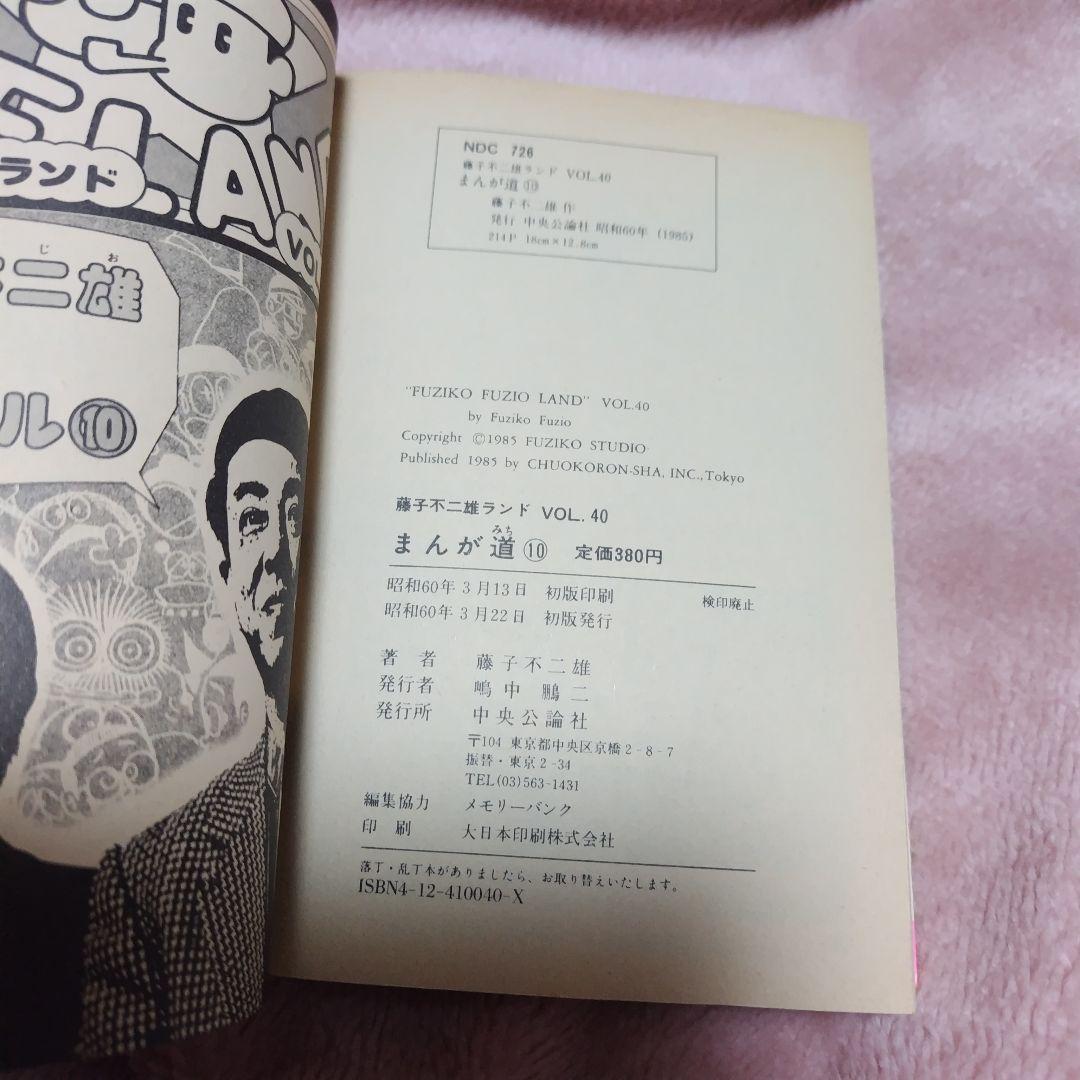 ランド
LAND
VOL
じお
二雄
ル⑩
NDC 726
藤子不二雄ランド VOL.40
まんが道⑩
藤子不二雄 作
発行 中央公論社 昭和60年 (1985)
214P 18cm×12.8cm
"FUZIKO FUZIO LAND" VOL.40
by Fuziko Fuzio
Copyright ©1985 FUZIKO STUDIO
Published 1985 by CHUOKORON-SHA, INC., Tokyo
藤子不二雄ランド VOL.40
みち
まんが道⑩ 定価380円
昭和60年3月13日 初版印刷 検印廃止
昭和60年3月22日 初版発行
著者 藤子不二雄
発行者 嶋中鵬二
発行所 中央公論社
〒104 東京都中央区京橋2-8-7
振替・東京2-34
TEL(03)563-1431
編集協力 メモリーバンク
印刷 大日本印刷株式会社
落丁・乱丁本がありましたら、お取り替えいたします。
ISBN4-12-410040-X